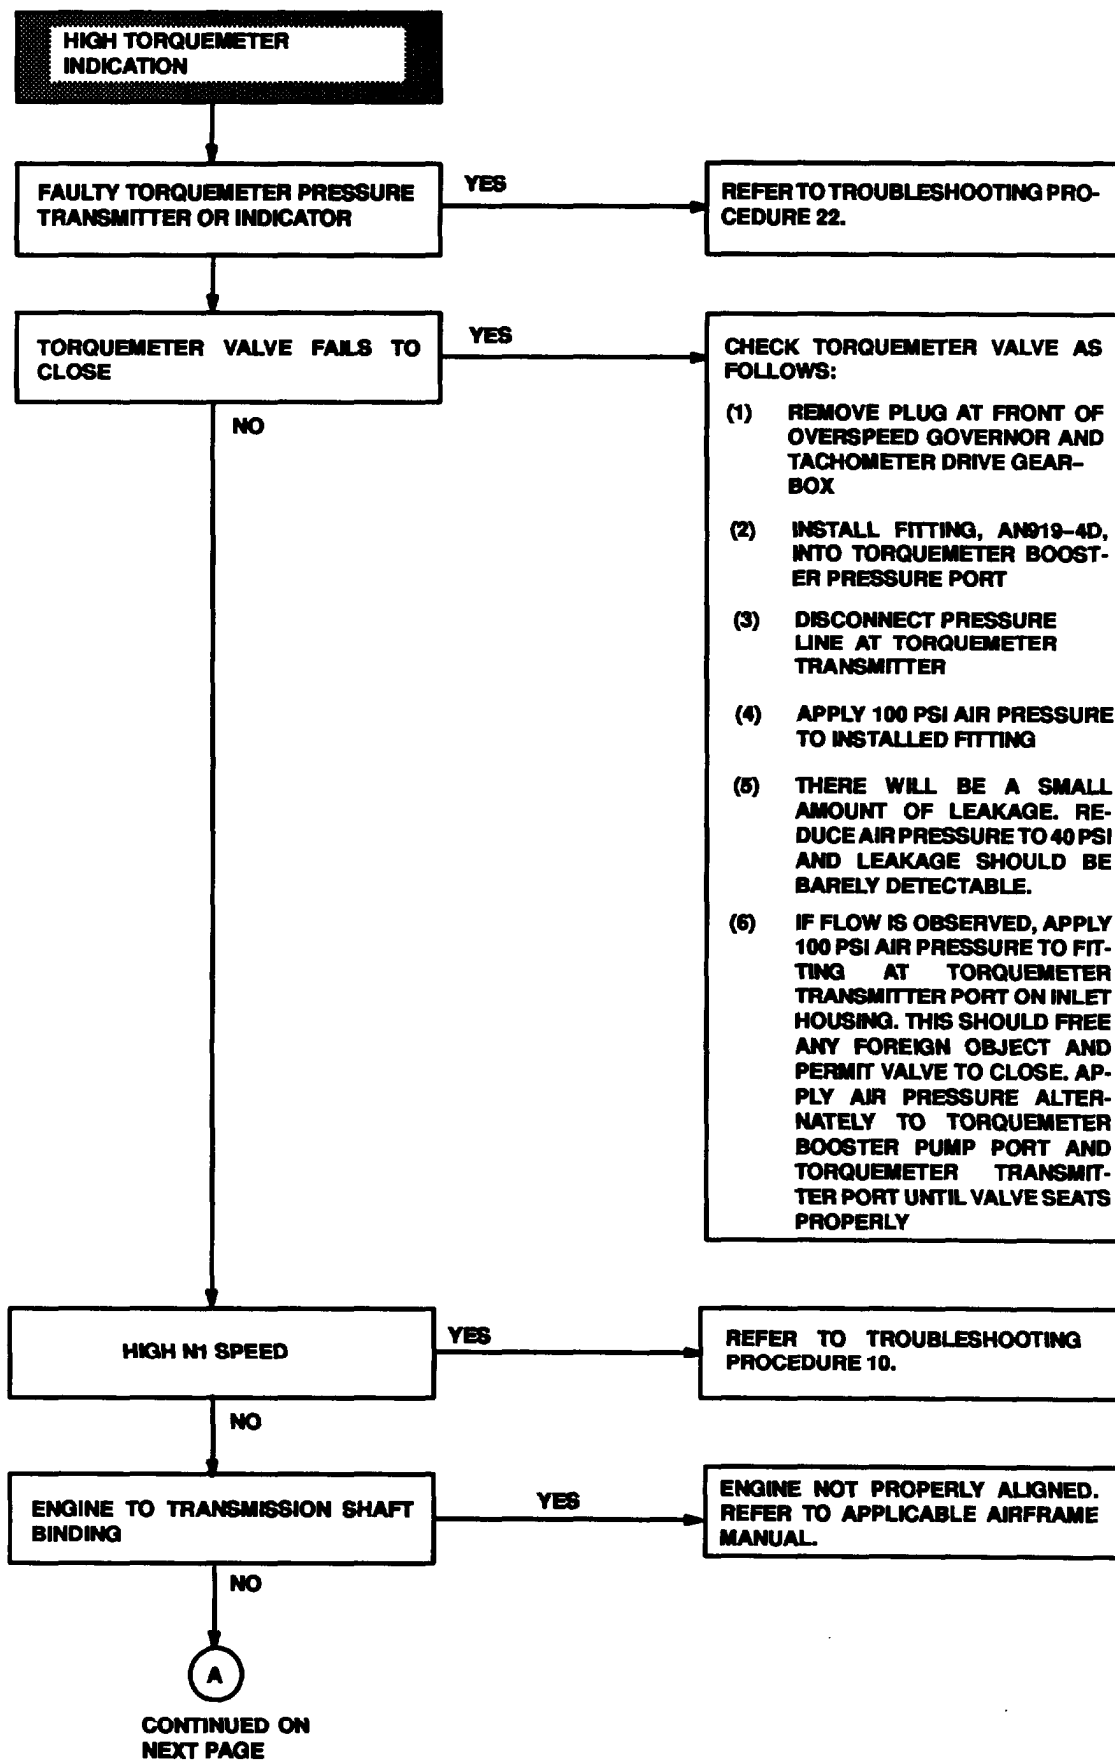 HIGH TORQUEMETER
INDICATION
FAULTY TORQUEMETER PRESSURE
TRANSMITTER OR INDICATOR
YES
REFER TO TROUBLESHOOTING PRO-
CEDURE 22.
TORQUEMETER VALVE FAILS TO
CLOSE
YES
NO
CHECK TORQUEMETER VALVE AS
FOLLOWS:
(1) REMOVE PLUG AT FRONT OF
OVERSPEED GOVERNOR AND
TACHOMETER DRIVE GEAR-
BOX
(2) INSTALL FITTING, AN919-4D,
INTO TORQUEMETER BOOST-
ER PRESSURE PORT
(3) DISCONNECT PRESSURE
LINE AT TORQUEMETER
TRANSMITTER
(4) APPLY 100 PSI AIR PRESSURE
TO INSTALLED FITTING
(5) THERE WILL BE A SMALL
AMOUNT OF LEAKAGE. RE-
DUCE AIR PRESSURE TO 40 PSI
AND LEAKAGE SHOULD BE
BARELY DETECTABLE.
(6) IF FLOW IS OBSERVED, APPLY
100 PSI AIR PRESSURE TO FIT-
TING AT TORQUEMETER
TRANSMITTER PORT ON INLET
HOUSING. THIS SHOULD FREE
ANY FOREIGN OBJECT AND
PERMIT VALVE TO CLOSE. AP-
PLY AIR PRESSURE ALTER-
NATELY TO TORQUEMETER
BOOSTER PUMP PORT AND
TORQUEMETER TRANSMIT-
TER PORT UNTIL VALVE SEATS
PROPERLY
HIGH N1 SPEED
YES
REFER TO TROUBLESHOOTING
PROCEDURE 10.
NO
ENGINE TO TRANSMISSION SHAFT
BINDING
YES
ENGINE NOT PROPERLY ALIGNED.
REFER TO APPLICABLE AIRFRAME
MANUAL.
NO
A
CONTINUED ON
NEXT PAGE